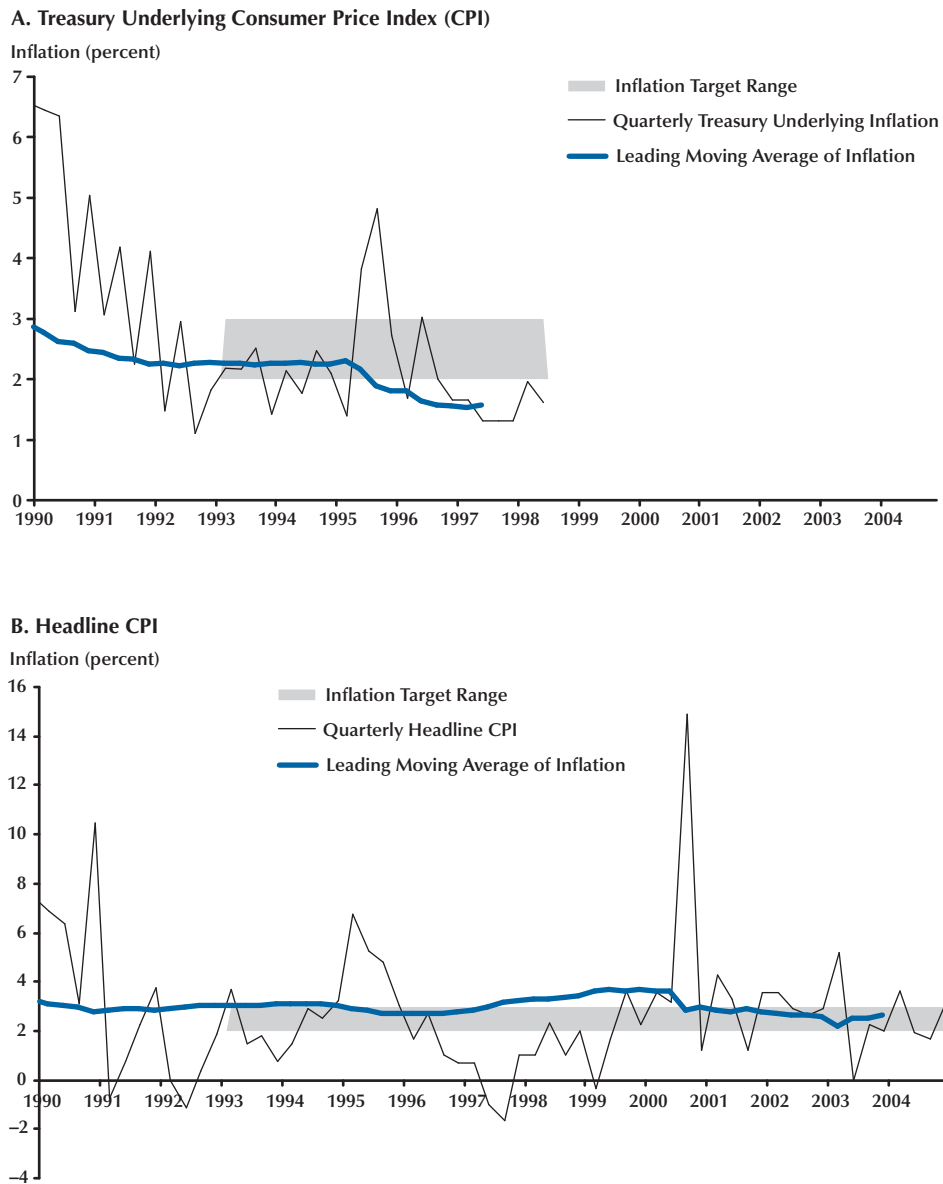 A. Treasury Underlying Consumer Price Index (CPI)
Inflation (percent)
7
6
5
4
3
2
1
0
Inflation Target Range
Quarterly Treasury Underlying Inflation
Leading Moving Average of Inflation
1990 1991 1992 1993 1994 1995 1996 1997 1998 1999 2000 2001 2002 2003 2004
B. Headline CPI
Inflation (percent)
16
14
12
10
8
6
4
2
0
–2
–4
Inflation Target Range
Quarterly Headline CPI
Leading Moving Average of Inflation
1990 1991 1992 1993 1994 1995 1996 1997 1998 1999 2000 2001 2002 2003 2004